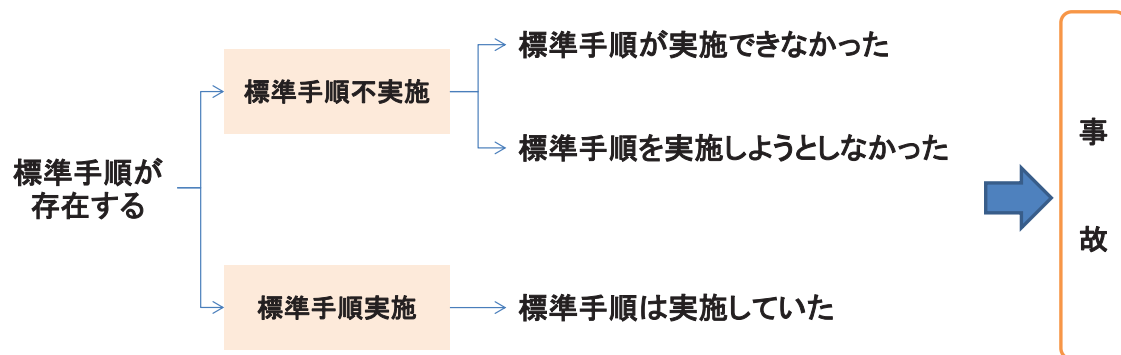 標準手順が実施できなかった
標準手順不実施
標準手順を実施しようとしなかった
標準手順が
存在する
標準手順実施
標準手順は実施していた
事
故